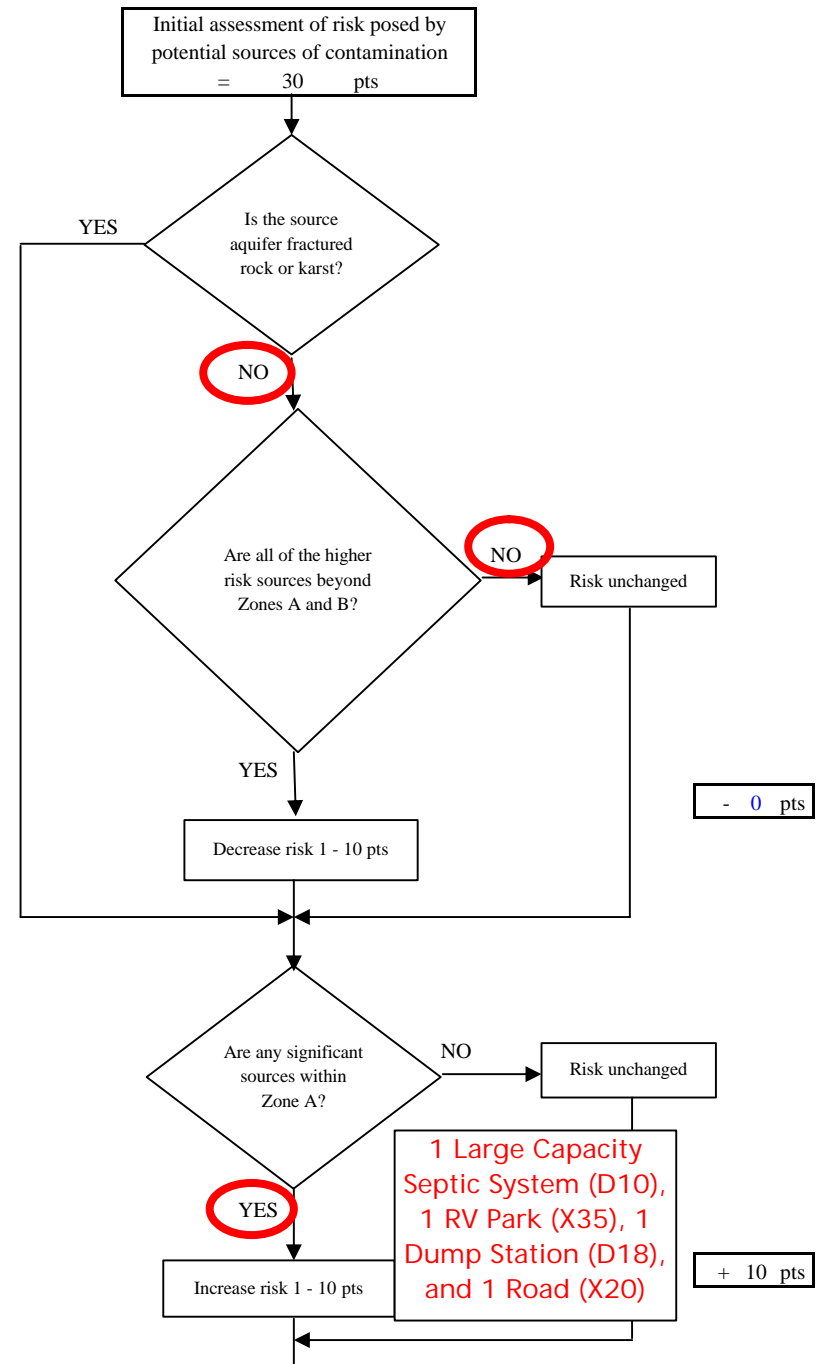 Initial assessment of risk posed by
potential sources of contamination
= 30 pts
YES
Is the source
aquifer fractured
rock or karst?
NO
Are all of the higher
risk sources beyond
Zones A and B?
NO
Risk unchanged
YES
- 0 pts
Decrease risk 1 - 10 pts
Are any significant
sources within
Zone A?
NO
Risk unchanged
1 Large Capacity
Septic System (D10),
1 RV Park (X35), 1
Dump Station (D18),
and 1 Road (X20)
YES
+ 10 pts
Increase risk 1 - 10 pts